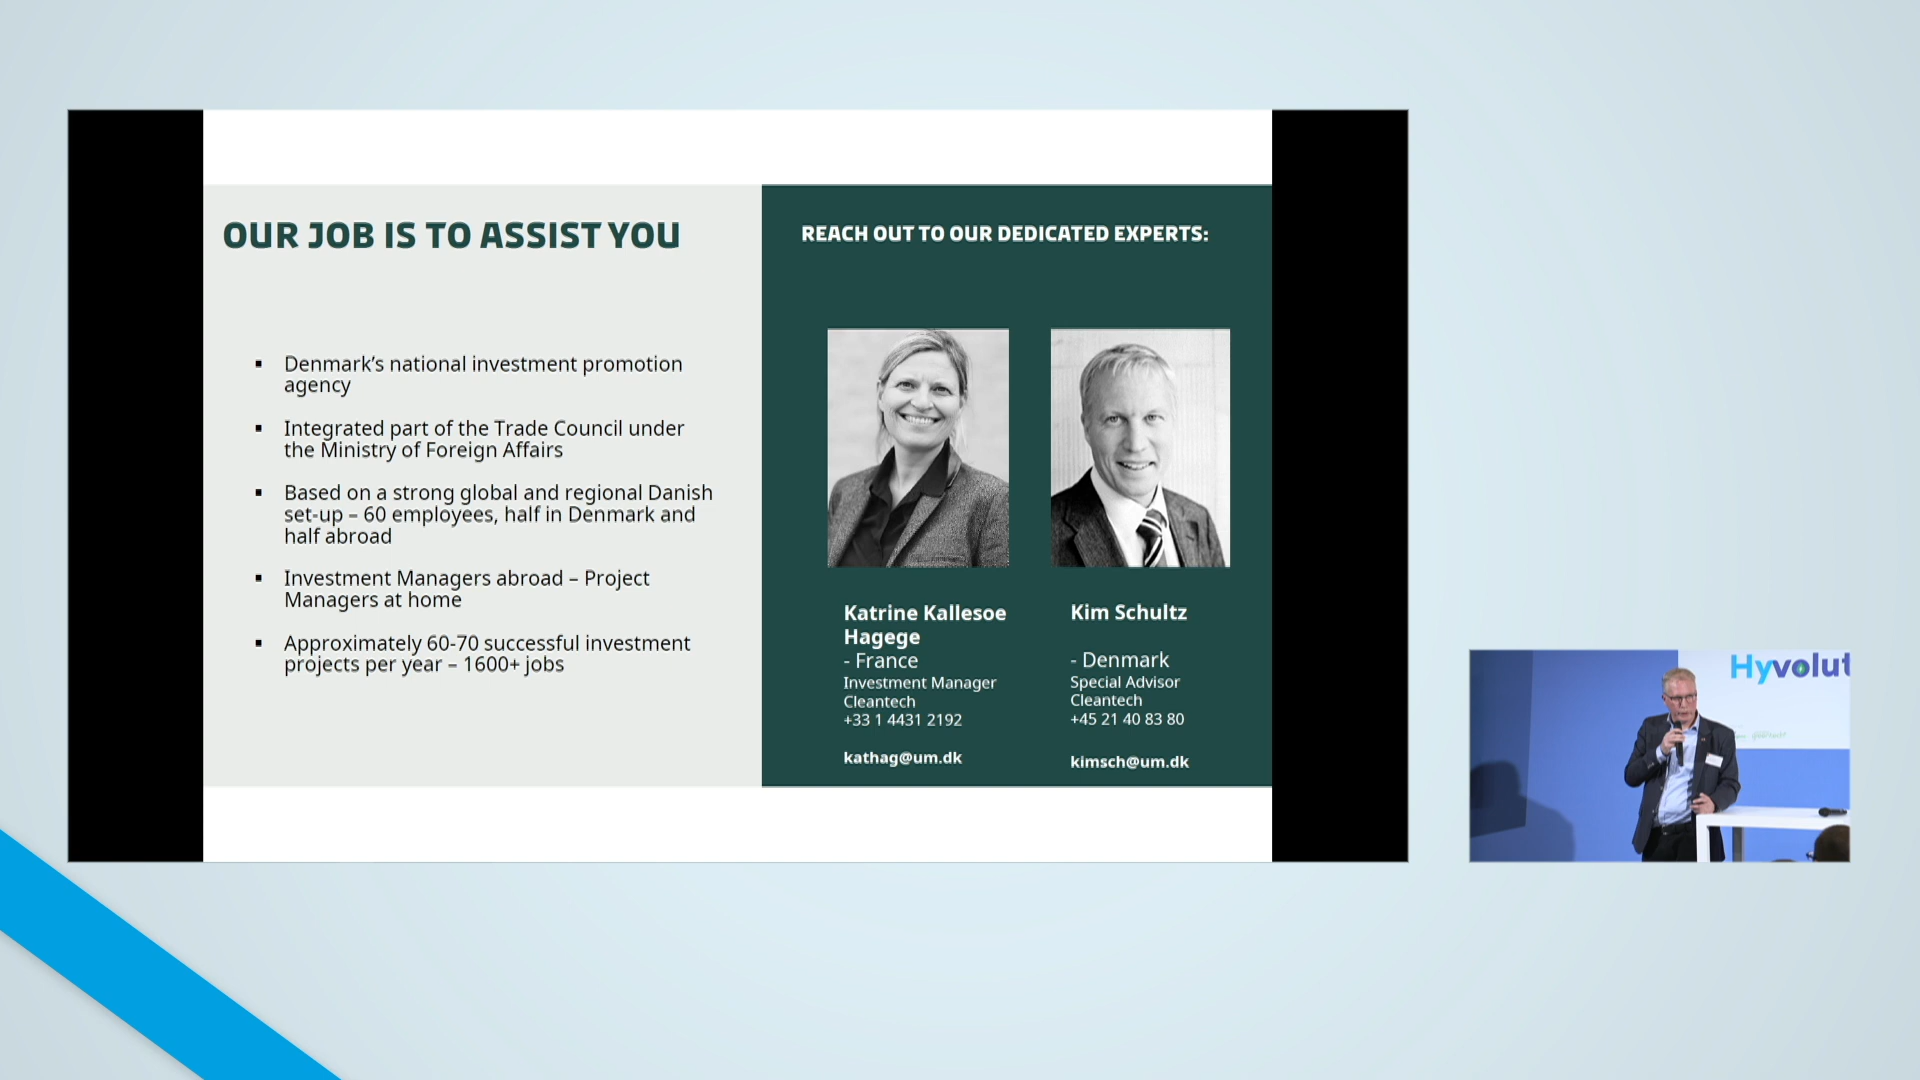 OUR JOB IS TO ASSIST YOU
▪ Denmark's national investment promotion
agency
▪ Integrated part of the Trade Council under
the Ministry of Foreign Affairs
▪ Based on a strong global and regional Danish
set-up – 60 employees, half in Denmark and
half abroad
▪ Investment Managers abroad – Project
Managers at home
▪ Approximately 60-70 successful investment
projects per year – 1600+ jobs
REACH OUT TO OUR DEDICATED EXPERTS:
Katrine Kallesoe
Hagege
- France
Investment Manager
Cleantech
+33 1 4431 2192
kathag@um.dk
Kim Schultz
- Denmark
Special Advisor
Cleantech
+45 21 40 83 80
kimsch@um.dk
Hyvolut